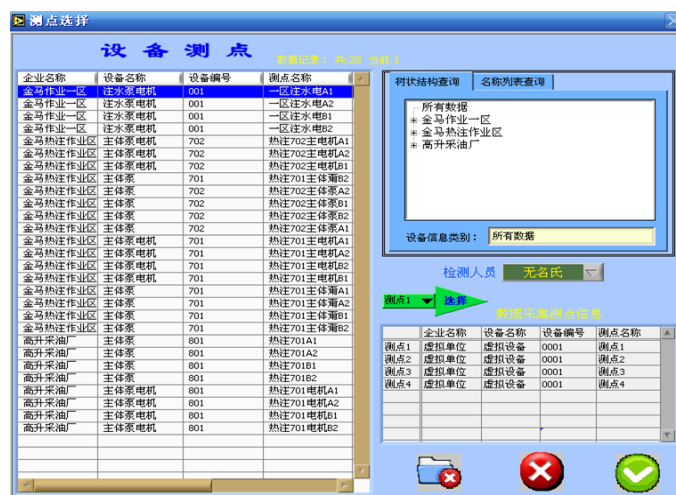 测点选择
设 备 测 点
数据记录: 共:28 当前:1
企业名称 设备名称 设备编号 测点名称
金马作业一区 注水泵电机 001 一区注水电A1
金马作业一区 注水泵电机 001 一区注水电A2
金马作业一区 注水泵电机 001 一区注水电B1
金马作业一区 注水泵电机 001 一区注水电B2
金马热注作业区 主体泵电机 702 热注702主电机A1
金马热注作业区 主体泵电机 702 热注702主电机A2
金马热注作业区 主体泵电机 702 热注702主电机B1
金马热注作业区 主体泵 701 热注701主体泵B2
金马热注作业区 主体泵 702 热注702主体泵A2
金马热注作业区 主体泵 702 热注702主体泵B1
金马热注作业区 主体泵 702 热注702主体泵B2
金马热注作业区 主体泵 702 热注702主体泵A1
金马热注作业区 主体泵电机 701 热注701主电机A1
金马热注作业区 主体泵电机 701 热注701主电机A2
金马热注作业区 主体泵电机 701 热注701主电机B2
金马热注作业区 主体泵电机 701 热注701主电机B1
金马热注作业区 主体泵 701 热注701主体泵A1
金马热注作业区 主体泵 701 热注701主体泵A2
金马热注作业区 主体泵 701 热注701主体泵B1
金马热注作业区 主体泵 701 热注701主体泵B2
高升采油厂 主体泵 801 热注701A1
高升采油厂 主体泵 801 热注701A2
高升采油厂 主体泵 801 热注701B1
高升采油厂 主体泵 801 热注701B2
高升采油厂 主体泵电机 801 热注701电机A1
高升采油厂 主体泵电机 801 热注701电机A2
高升采油厂 主体泵电机 801 热注701电机B1
高升采油厂 主体泵电机 801 热注701电机B2
树状结构查询 名称列表查询
所有数据
金马作业一区
金马热注作业区
高升采油厂
设备信息类别: 所有数据
检测人员 无名氏
测点1 选择
数据采集测点信息
企业名称 设备名称 设备编号 测点名称
测点1 虚拟单位 虚拟设备 0001 测点1
测点2 虚拟单位 虚拟设备 0001 测点2
测点3 虚拟单位 虚拟设备 0001 测点3
测点4 虚拟单位 虚拟设备 0001 测点4